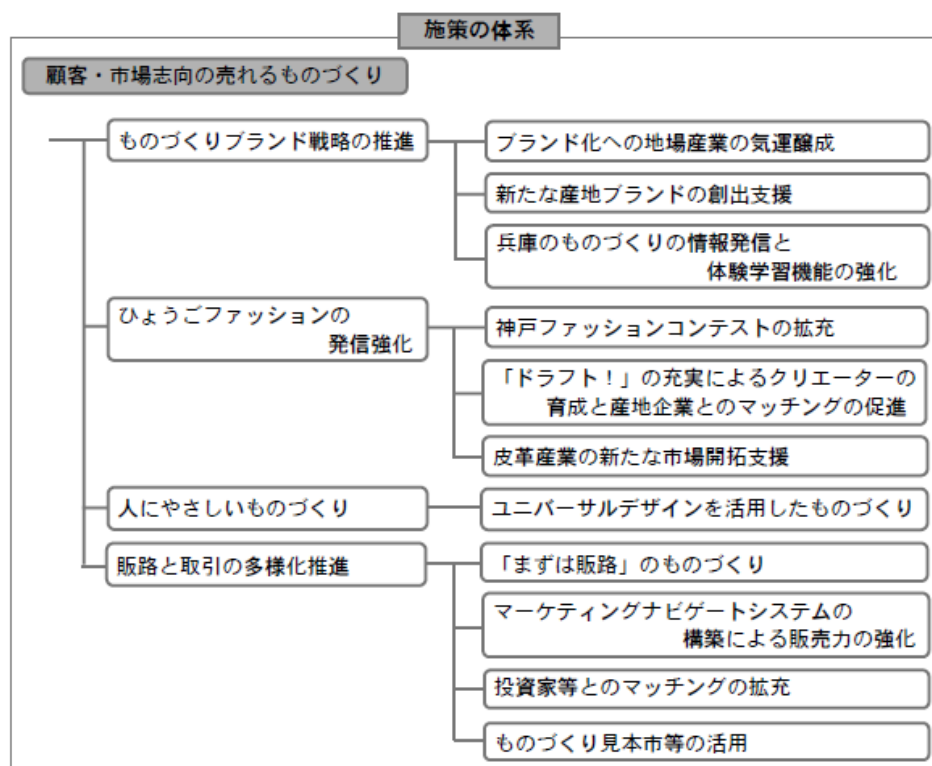 施策の体系
顧客・市場志向の売れるものづくり
ものづくりブランド戦略の推進
ブランド化への地場産業の気運醸成
新たな産地ブランドの創出支援
兵庫のものづくりの情報発信と
体験学習機能の強化
ひょうごファッションの
発信強化
神戸ファッションコンテストの拡充
「ドラフト！」の充実によるクリエーターの
育成と産地企業とのマッチングの促進
皮革産業の新たな市場開拓支援
人にやさしいものづくり
ユニバーサルデザインを活用したものづくり
販路と取引の多様化推進
「まずは販路」のものづくり
マーケティングナビゲートシステムの
構築による販売力の強化
投資家等とのマッチングの拡充
ものづくり見本市等の活用